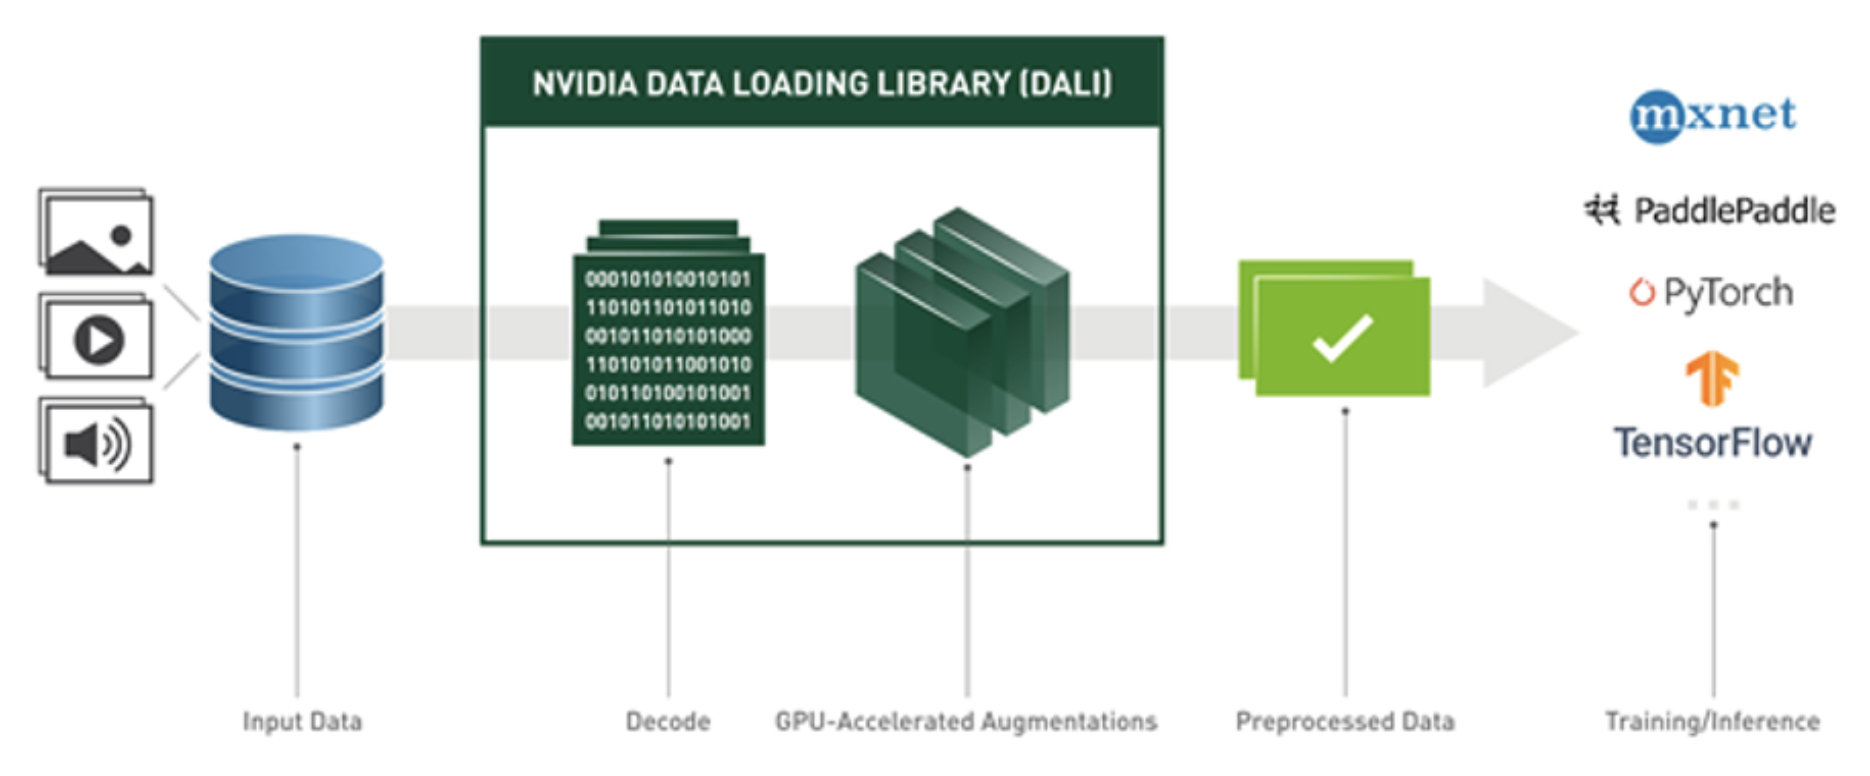 NVIDIA DATA LOADING LIBRARY (DALI)
mxnet
PaddlePaddle
PyTorch
TensorFlow
000101010010101
110101101011010
001011010101000
110101011001010
010110100101001
001011010101001
Input Data
Decode
GPU-Accelerated Augmentations
Preprocessed Data
Training/Inference